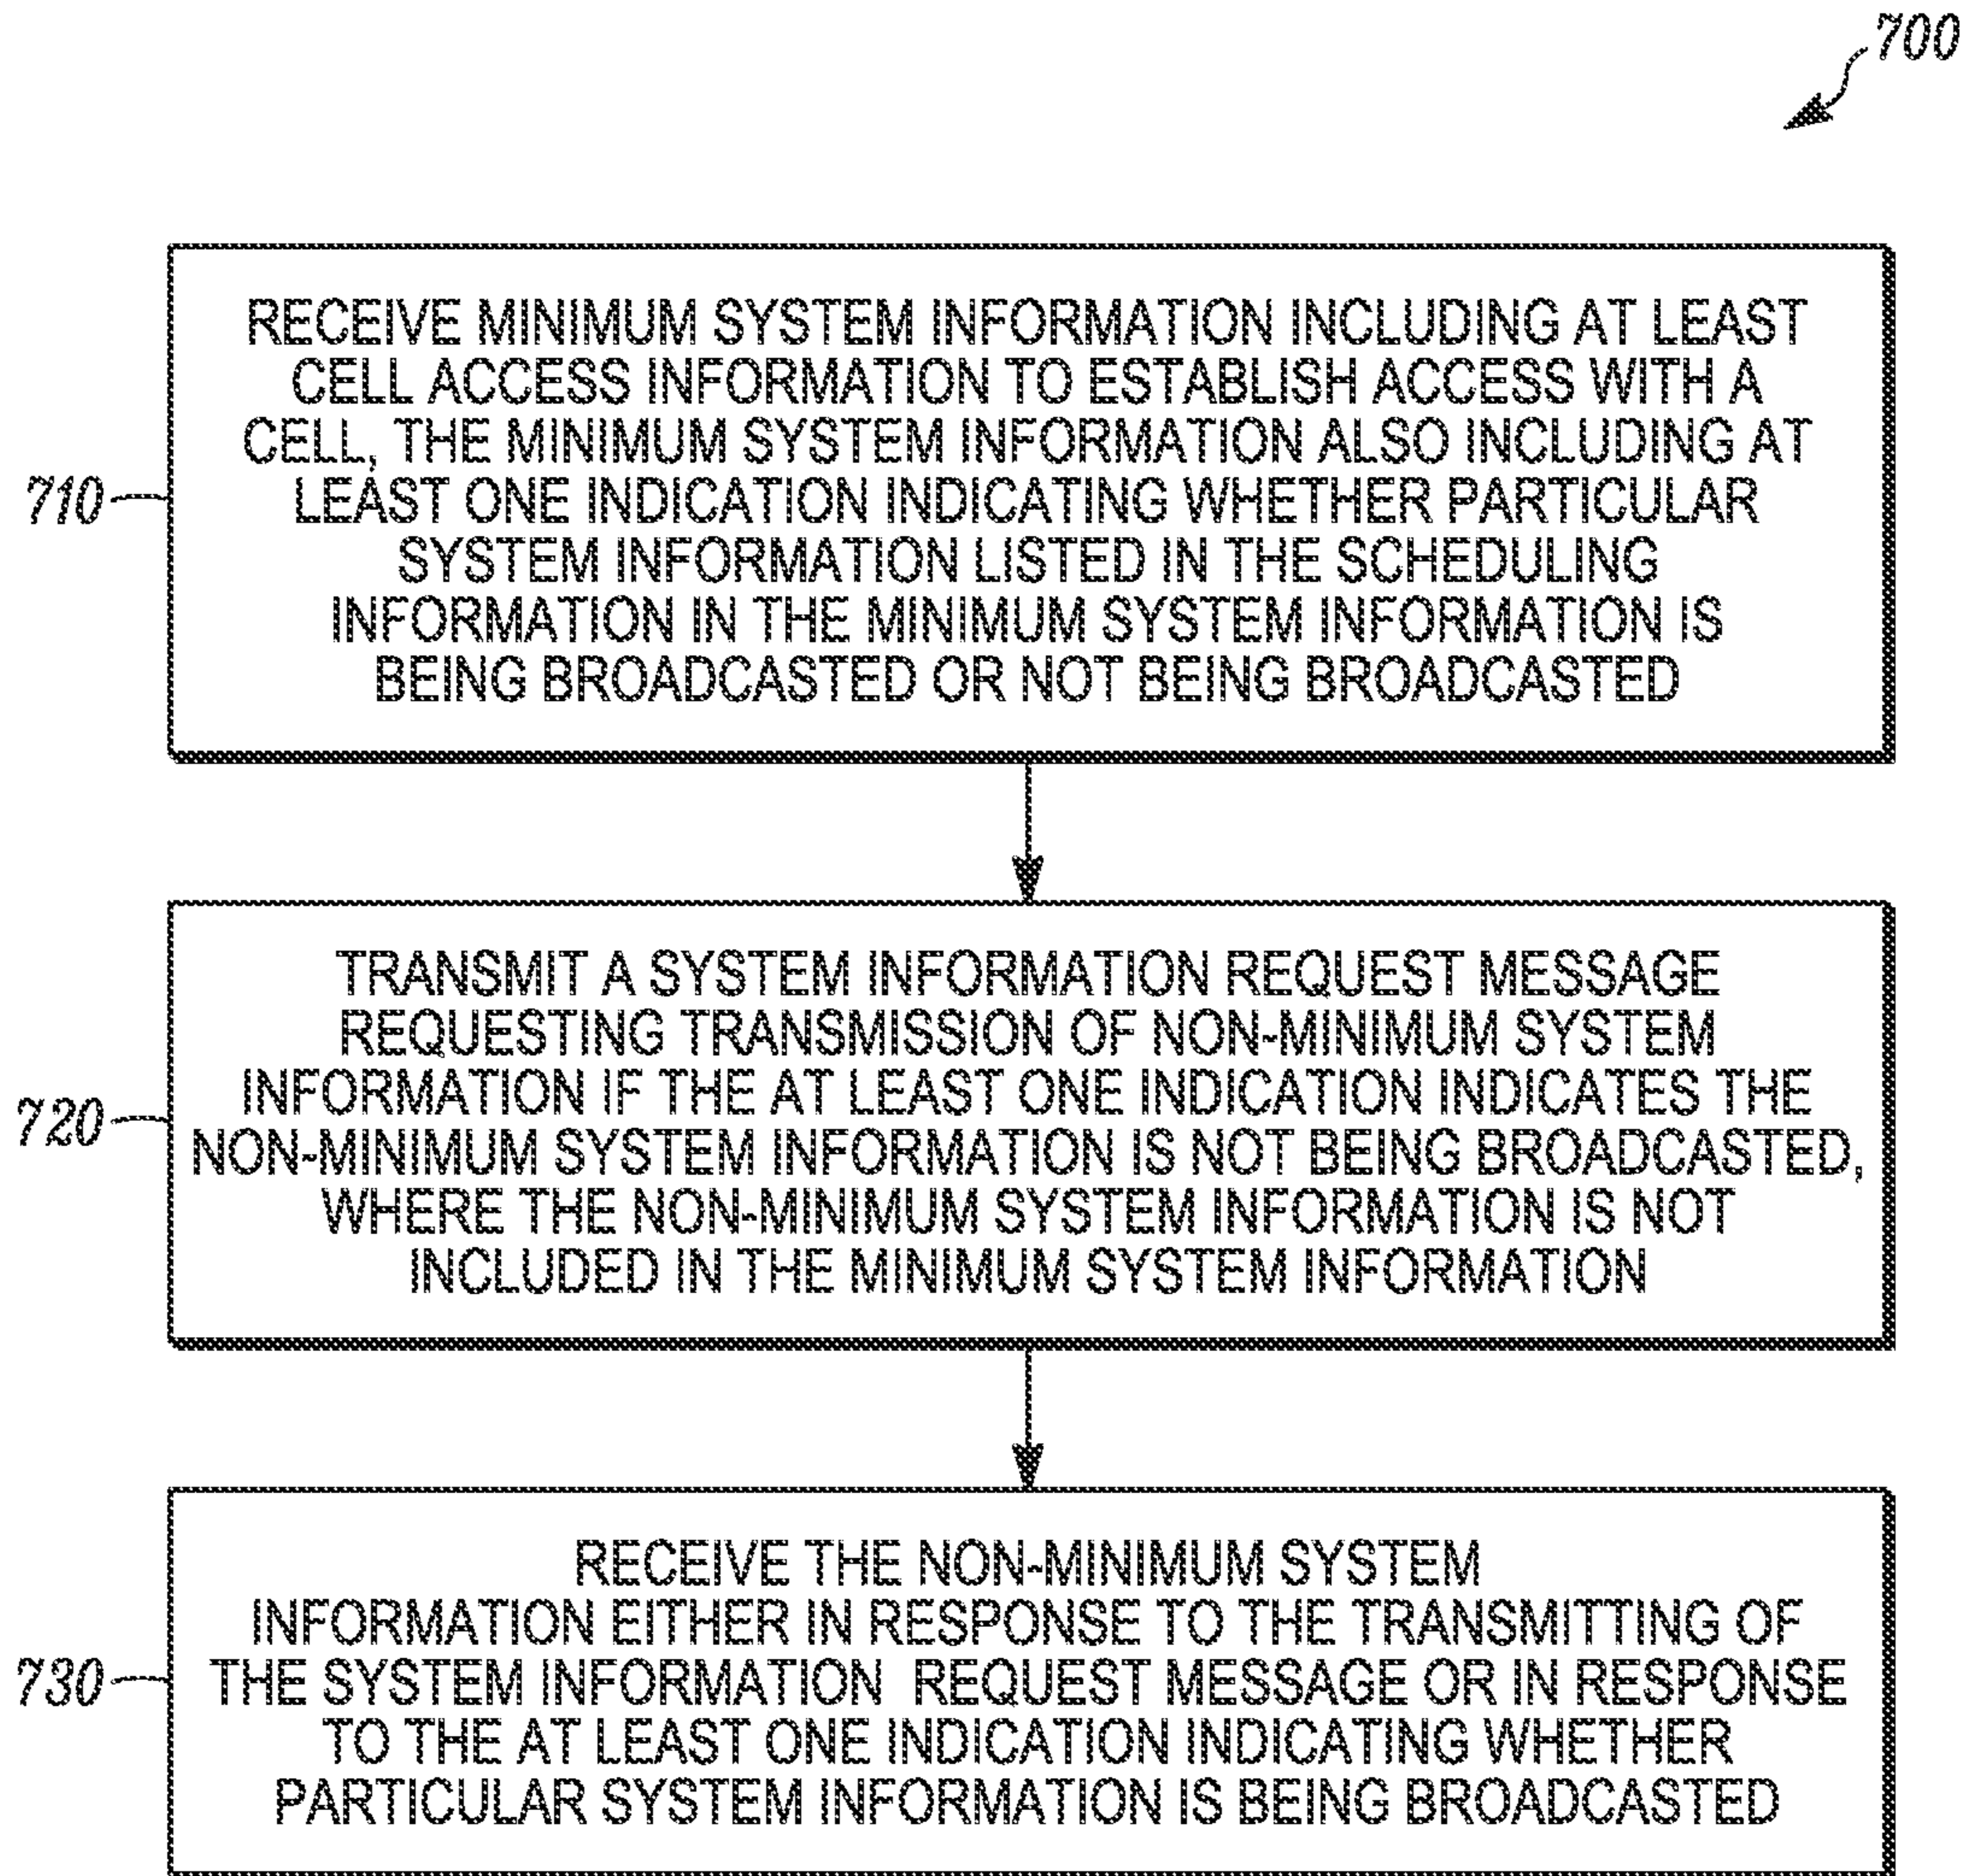 700
RECEIVE MINIMUM SYSTEM INFORMATION INCLUDING AT LEAST
CELL ACCESS INFORMATION TO ESTABLISH ACCESS WITH A
CELL, THE MINIMUM SYSTEM INFORMATION ALSO INCLUDING AT
LEAST ONE INDICATION INDICATING WHETHER PARTICULAR
SYSTEM INFORMATION LISTED IN THE SCHEDULING
INFORMATION IN THE MINIMUM SYSTEM INFORMATION IS
BEING BROADCASTED OR NOT BEING BROADCASTED
710
TRANSMIT A SYSTEM INFORMATION REQUEST MESSAGE
REQUESTING TRANSMISSION OF NON-MINIMUM SYSTEM
INFORMATION IF THE AT LEAST ONE INDICATION INDICATES THE
NON-MINIMUM SYSTEM INFORMATION IS NOT BEING BROADCASTED,
WHERE THE NON-MINIMUM SYSTEM INFORMATION IS NOT
INCLUDED IN THE MINIMUM SYSTEM INFORMATION
720
RECEIVE THE NON-MINIMUM SYSTEM
INFORMATION EITHER IN RESPONSE TO THE TRANSMITTING OF
THE SYSTEM INFORMATION REQUEST MESSAGE OR IN RESPONSE
TO THE AT LEAST ONE INDICATION INDICATING WHETHER
PARTICULAR SYSTEM INFORMATION IS BEING BROADCASTED
730